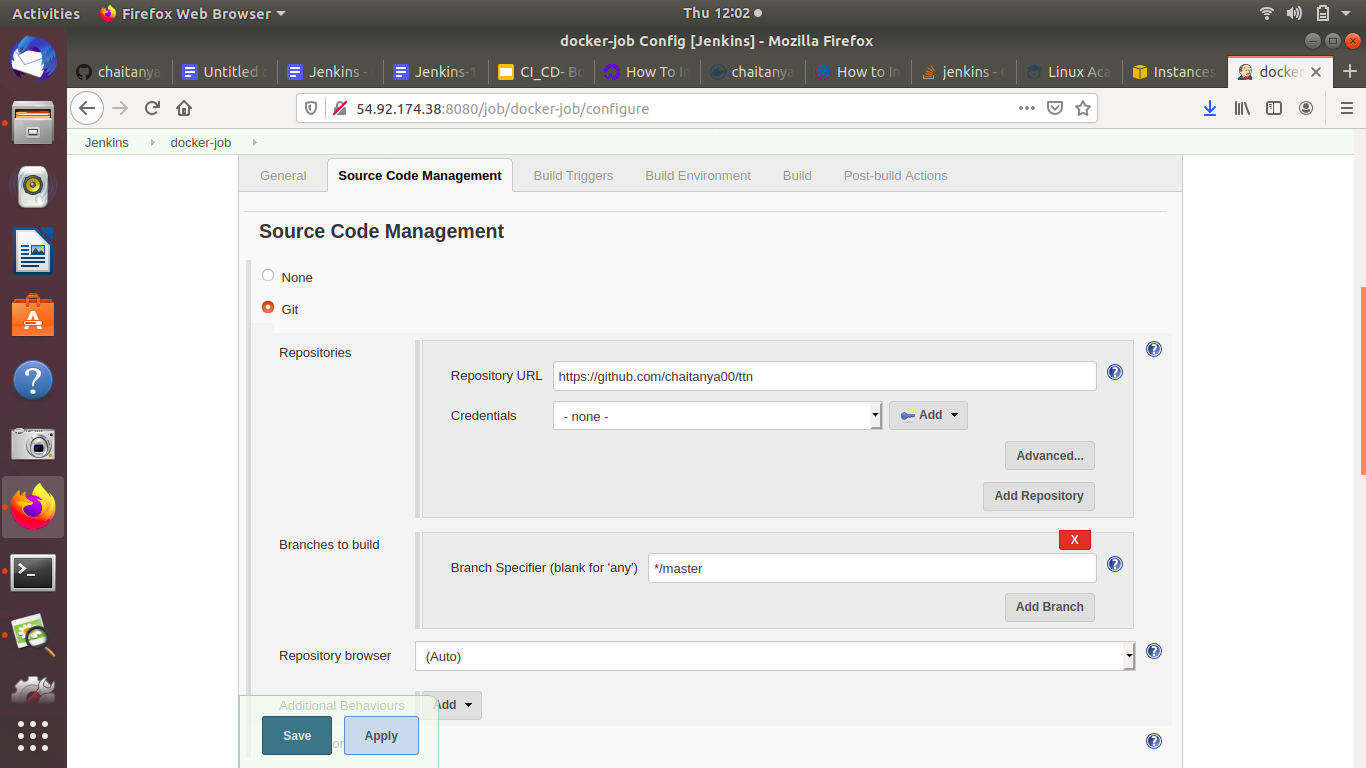 Activities Firefox Web Browser Thu 12:02
docker-job Config [Jenkins] - Mozilla Firefox
chaitanya Untitled Jenkins - Jenkins-1 CI_CD- Bo How To In chaitanya How to In jenkins - Linux Aca Instances docker
54.92.174.38:8080/job/docker-job/configure
Jenkins docker-job
General Source Code Management Build Triggers Build Environment Build Post-build Actions
Source Code Management
None
Git
Repositories
Repository URL https://github.com/chaitanya00/ttn
Credentials - none - Add
Advanced...
Add Repository
Branches to build X
Branch Specifier (blank for 'any') */master
Add Branch
Repository browser (Auto)
Additional Behaviours Add
Save Apply